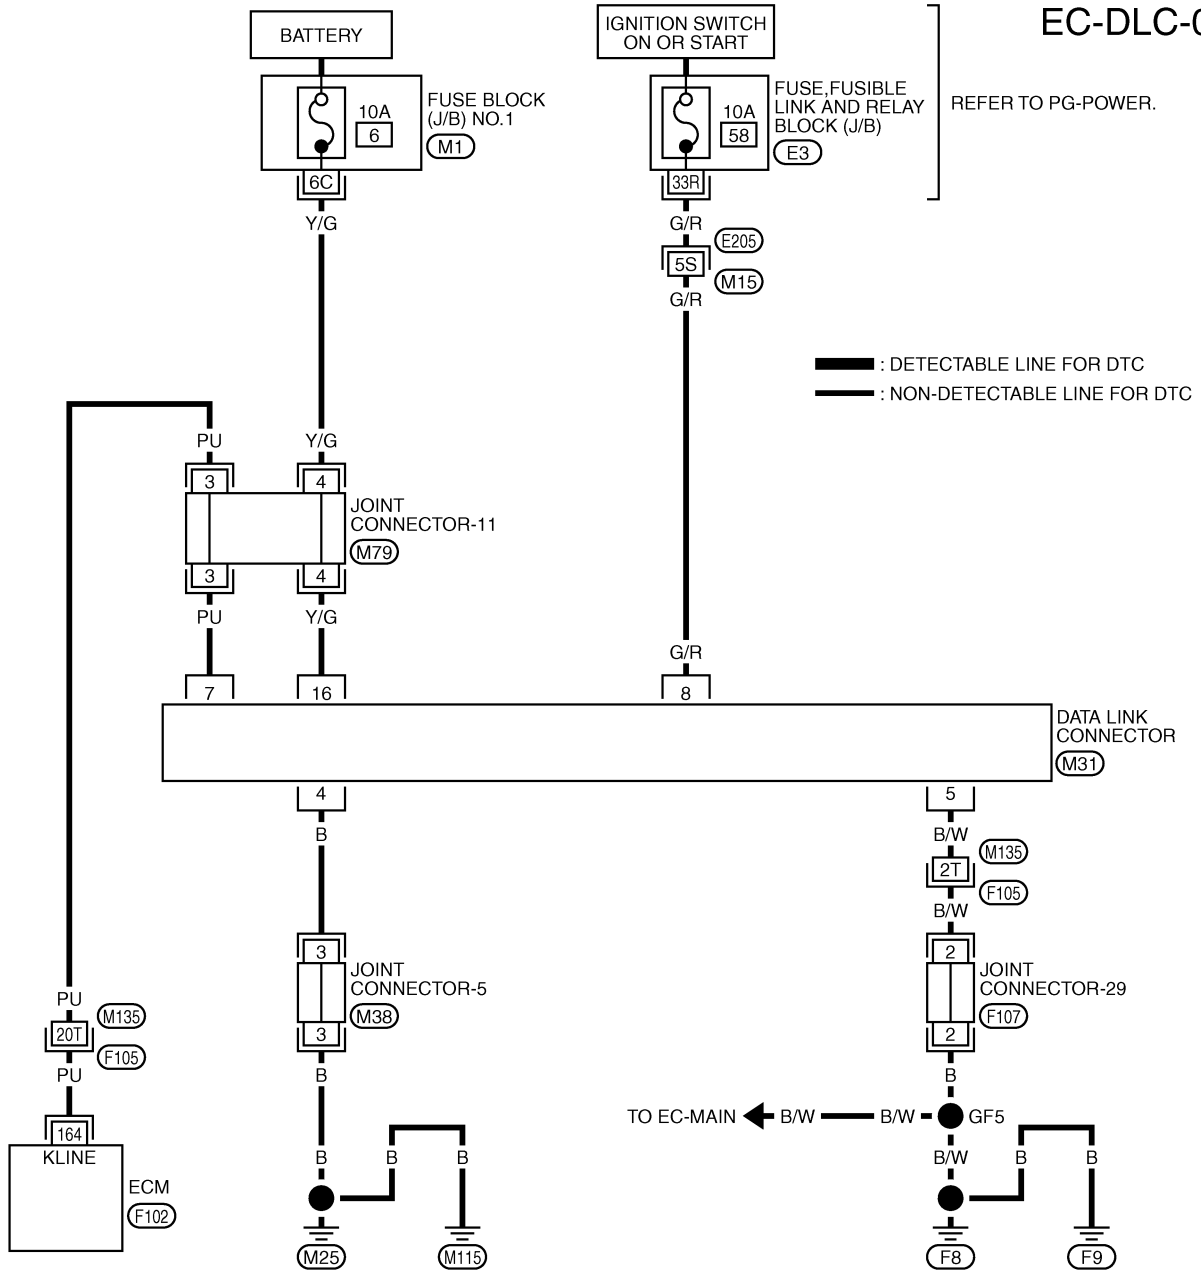 EC-DLC-0
BATTERY
IGNITION SWITCH
ON OR START
10A
6
FUSE BLOCK
(J/B) NO.1
M1
10A
58
FUSE,FUSIBLE
LINK AND RELAY
BLOCK (J/B)
E3
REFER TO PG-POWER.
6C
33R
Y/G
G/R
E205
5S
M15
G/R
: DETECTABLE LINE FOR DTC
: NON-DETECTABLE LINE FOR DTC
PU
Y/G
3
4
JOINT
CONNECTOR-11
M79
3
4
PU
Y/G
G/R
7
16
8
DATA LINK
CONNECTOR
M31
4
5
B
B/W
M135
2T
F105
B/W
3
JOINT
CONNECTOR-5
M38
3
2
JOINT
CONNECTOR-29
F107
2
PU
M135
20T
F105
PU
B
B
164
KLINE
ECM
F102
TO EC-MAIN
B/W
B/W
GF5
B
B
B
B/W
B
B
M25
M115
F8
F9